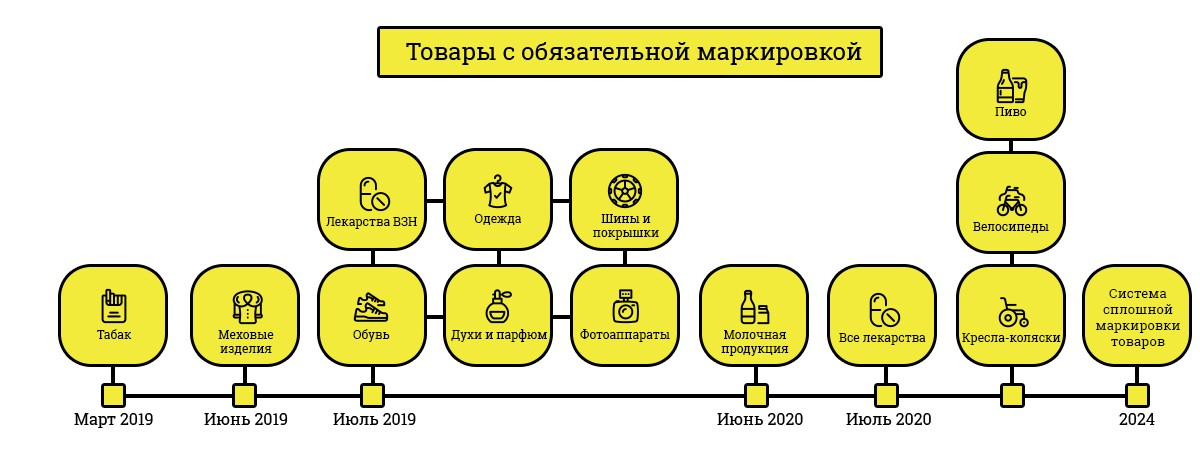 Товары с обязательной маркировкой
Пиво
Велосипеды
Лекарства ВЗН
Одежда
Шины и
покрышки
Табак
Меховые
изделия
Обувь
Духи и парфюм
Фотоаппараты
Молочная
продукция
Все лекарства
Кресла-коляски
Система
сплошной
маркировки
товаров
Март 2019
Июнь 2019
Июль 2019
Июнь 2020
Июль 2020
2024